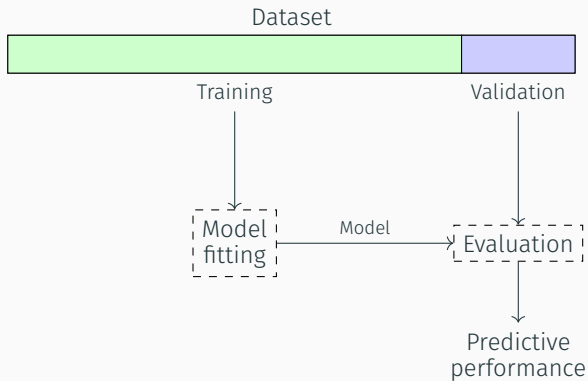 Dataset
Training
Validation
Model
fitting
Model
Evaluation
Predictive
performance